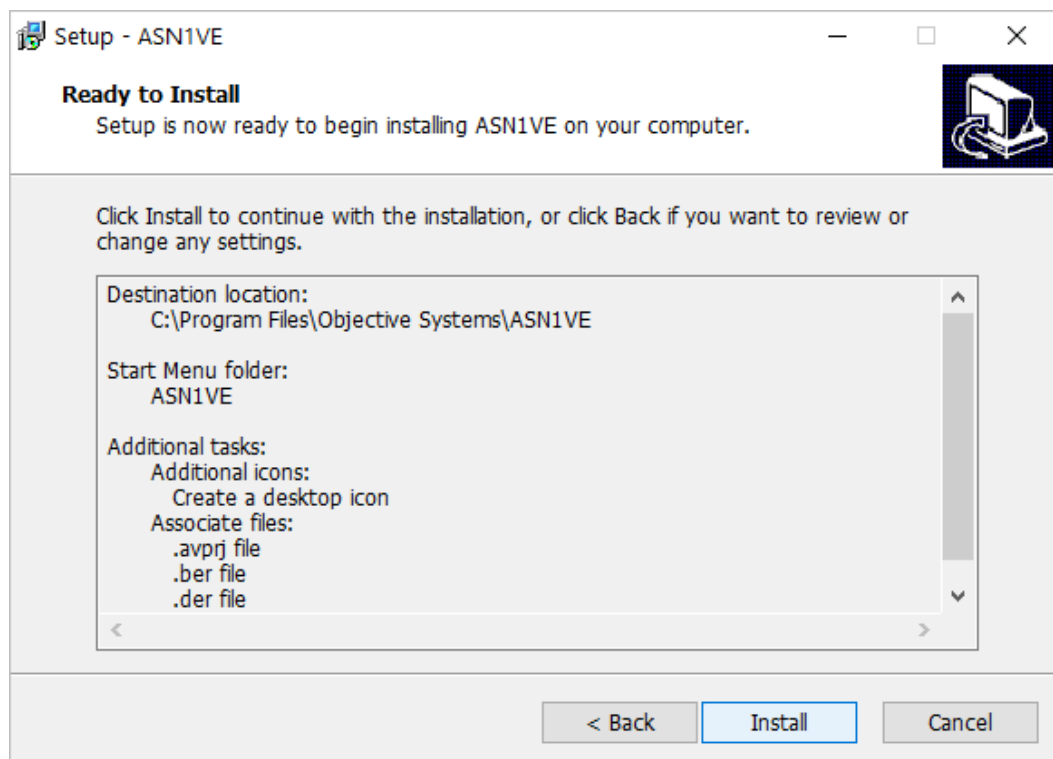 Setup - ASN1VE
Ready to Install
Setup is now ready to begin installing ASN1VE on your computer.
Click Install to continue with the installation, or click Back if you want to review or
change any settings.
Destination location:
C:\Program Files\Objective Systems\ASN1VE
Start Menu folder:
ASN1VE
Additional tasks:
Additional icons:
Create a desktop icon
Associate files:
.avprj file
.ber file
.der file
< Back
Install
Cancel